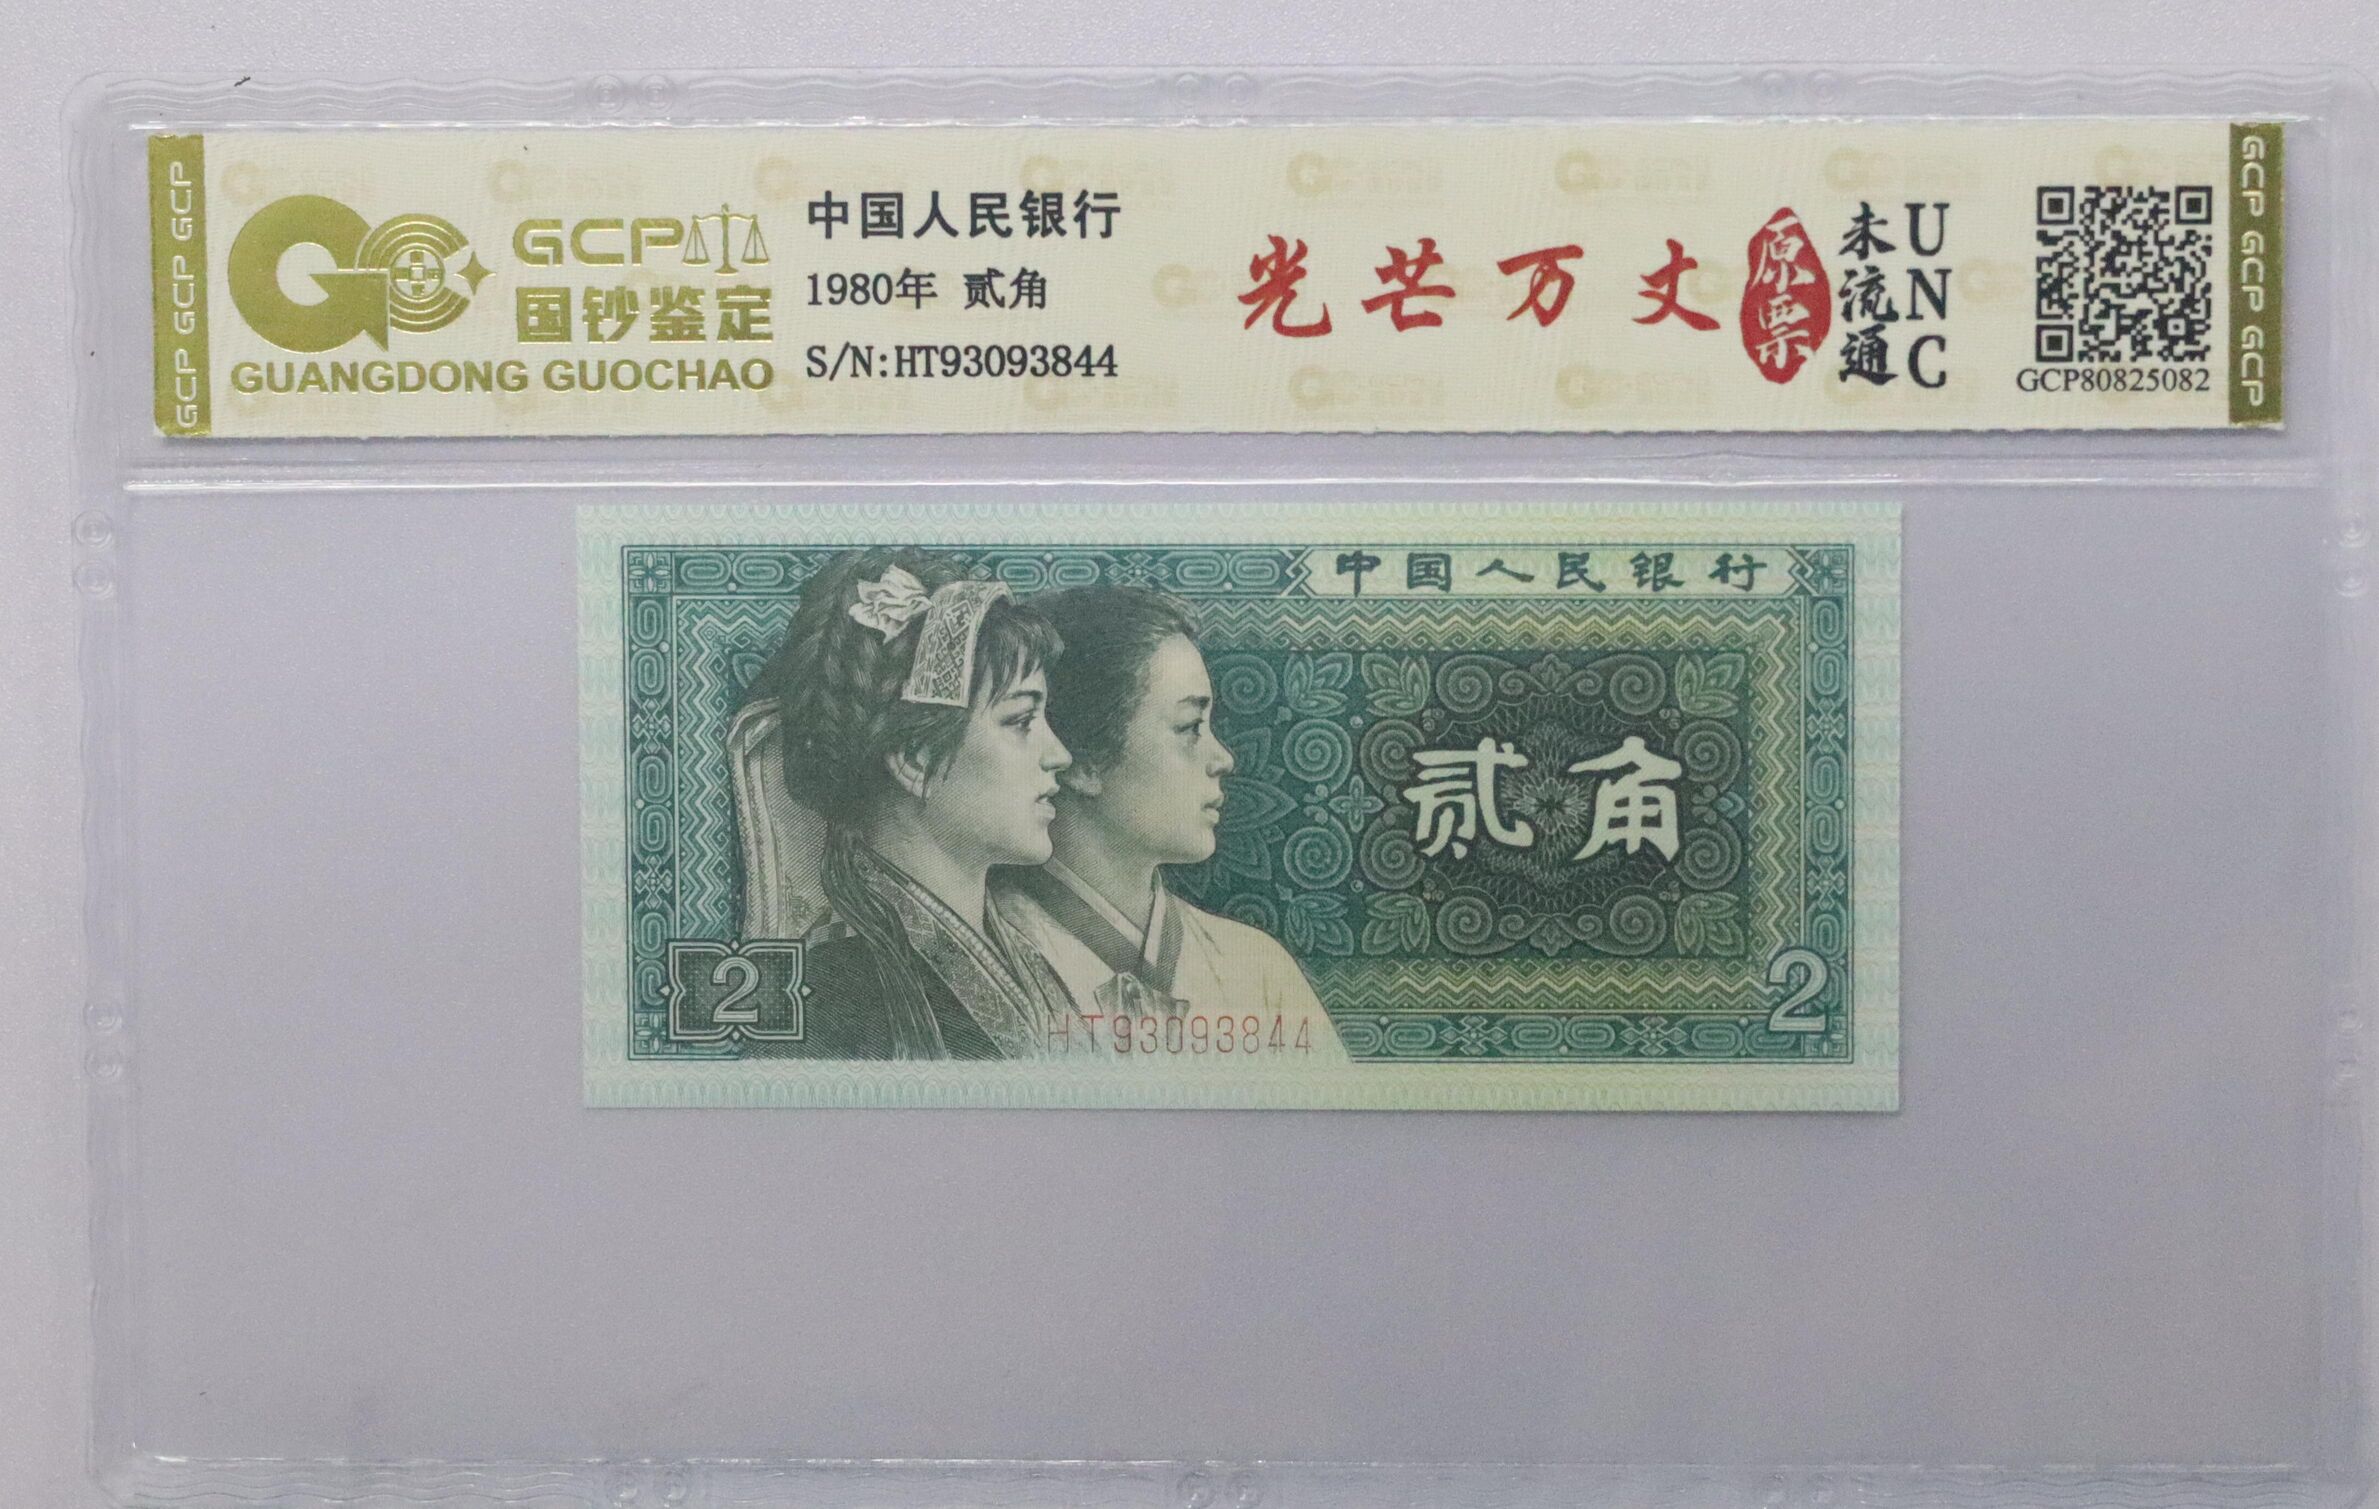 GCP GCP GCP
GCP
国钞鉴定
GUANGDONG GUOCHAO
中国人民银行
1980年 贰角
S/N:HT93093844
光芒万丈
原票
未流通
UNC
GCP80825082
GCP GCP GCP
中国人民银行
贰角
2
2
HT93093844